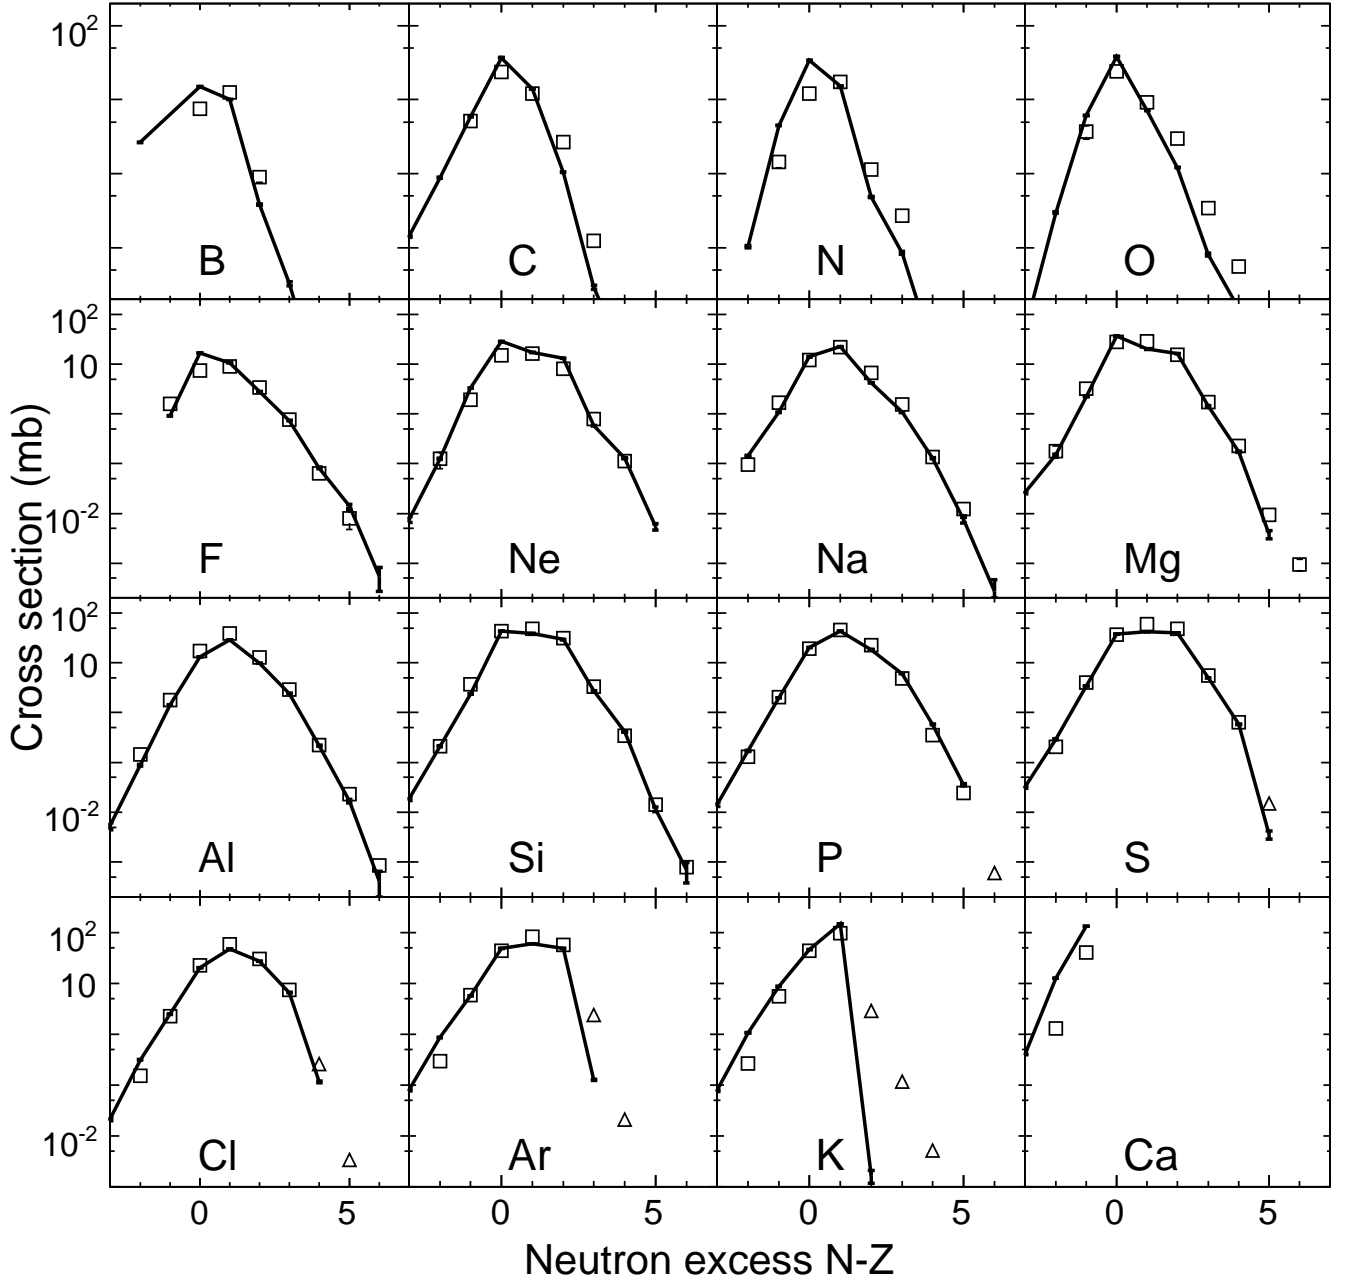 10²
B
C
N
O
10²
10
10⁻²
F
Ne
Na
Mg
Cross section (mb)
10²
10
10⁻²
Al
Si
P
S
10²
10
10⁻²
Cl
Ar
K
Ca
0 5 0 5 0 5 0 5
Neutron excess N-Z